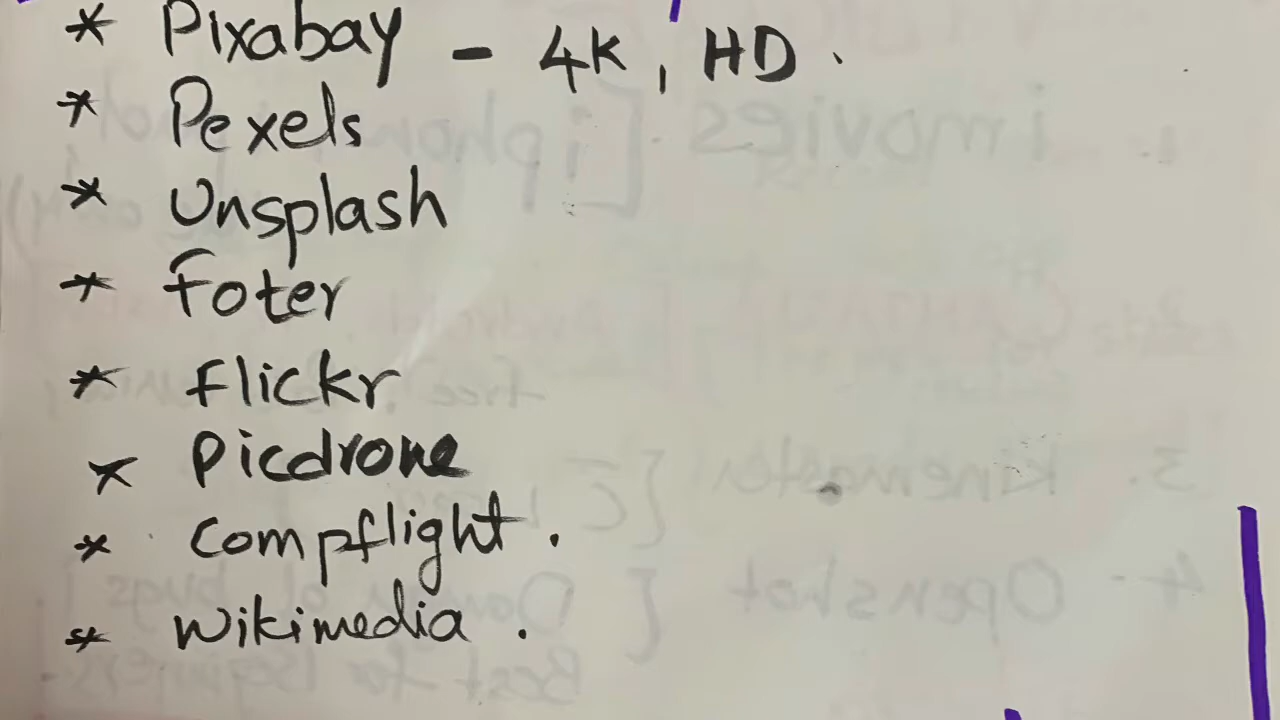 * Pixabay - 4K, HD.
* Pexels
* Unsplash
* Foter
* Flickr
* Picdrone
* Compflight.
* Wikimedia.